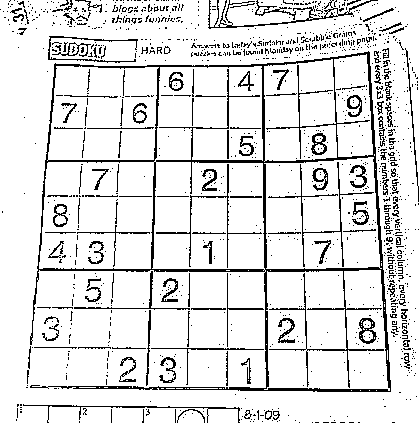 blogs about all
things funnies.
SUDOKU HARD
Answers to today's Sudoku and Scrabble Grams
puzzles can be found Monday on the preceding page.
6 4 7
7 6 9
5 8
7 2 9 3
8 5
4 3 1 7
5 2
3 2 8
2 3 1
Fill in the blank spaces in the grid so that every vertical column, every horizontal row
and every 3x3 box contains the numbers 1 through 9, without repeating any.
1 2 3
8-1-09